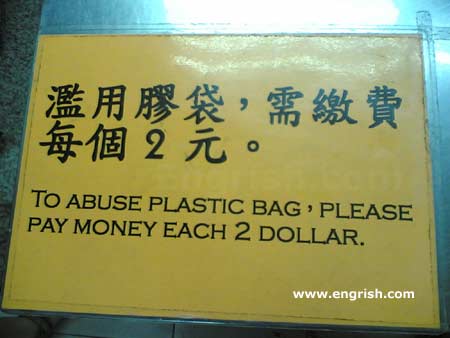 濫用膠袋，需繳費
每個2元。
TO ABUSE PLASTIC BAG，PLEASE
PAY MONEY EACH 2 DOLLAR.
www.engrish.com